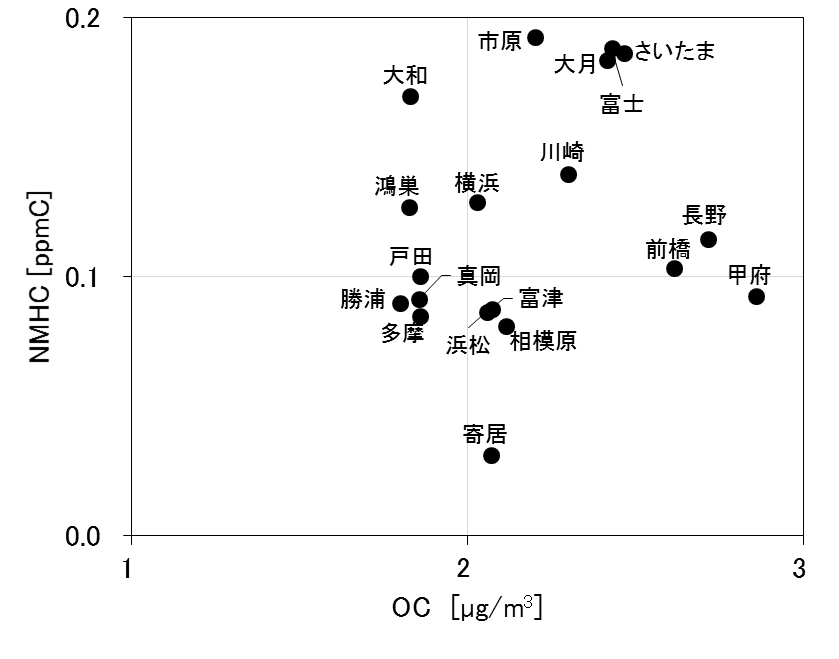 0.2
市原
さいたま
大月
大和
富士
川崎
鴻巣
横浜
長野
前橋
戸田
甲府
0.1
真岡
勝浦
富津
多摩
浜松
相模原
寄居
NMHC [ppmC]
0.0
1
2
3
OC [μg/m³]